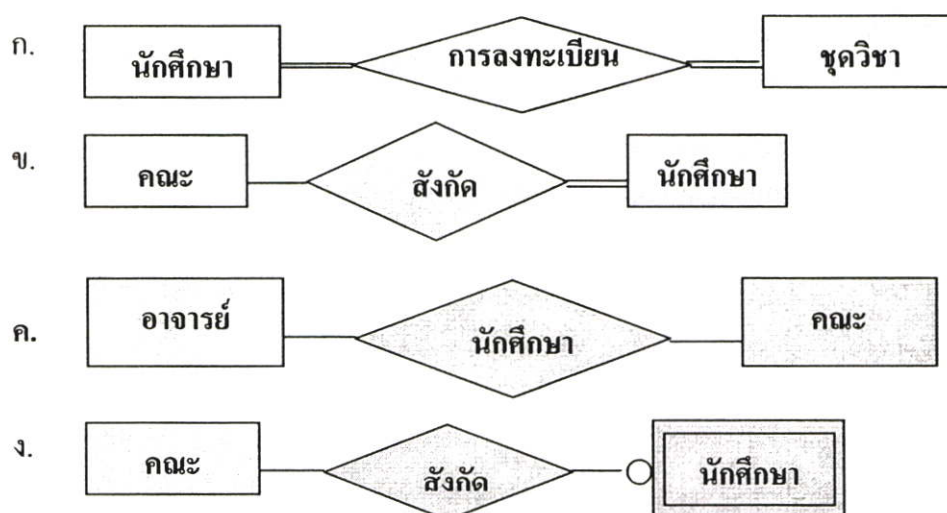 ก. นักศึกษา การลงทะเบียน ชุดวิชา
ข. คณะ สังกัด นักศึกษา
ค. อาจารย์ นักศึกษา คณะ
ง. คณะ สังกัด นักศึกษา